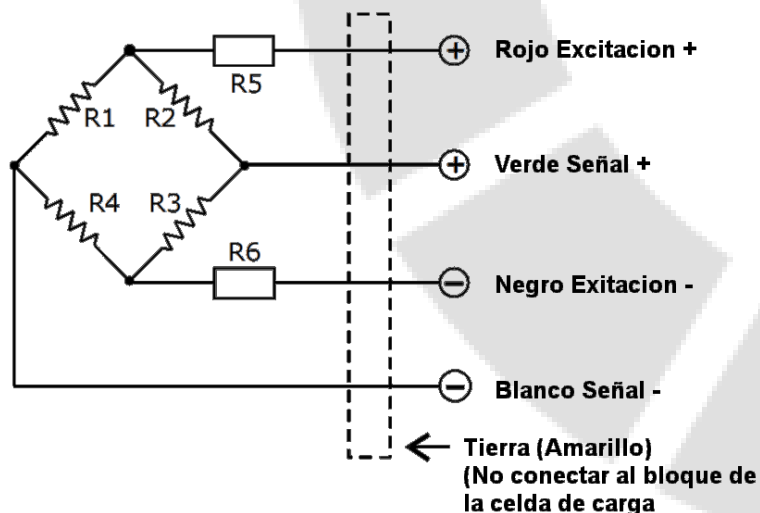 Rojo Excitacion +
R5
R1
R2
Verde Señal +
R4
R3
R6
Negro Exitacion -
Blanco Señal -
Tierra (Amarillo)
(No conectar al bloque de
la celda de carga